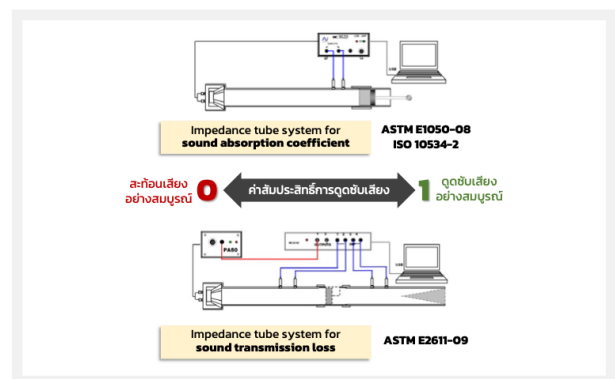 USB
Impedance tube system for
sound absorption coefficient
ASTM E1050-08
ISO 10534-2
สะท้อนเสียง
อย่างสมบูรณ์
0
ค่าสัมประสิทธิ์การดูดซับเสียง
1
ดูดซับเสียง
อย่างสมบูรณ์
PA50
USB
Impedance tube system for
sound transmission loss
ASTM E2611-09